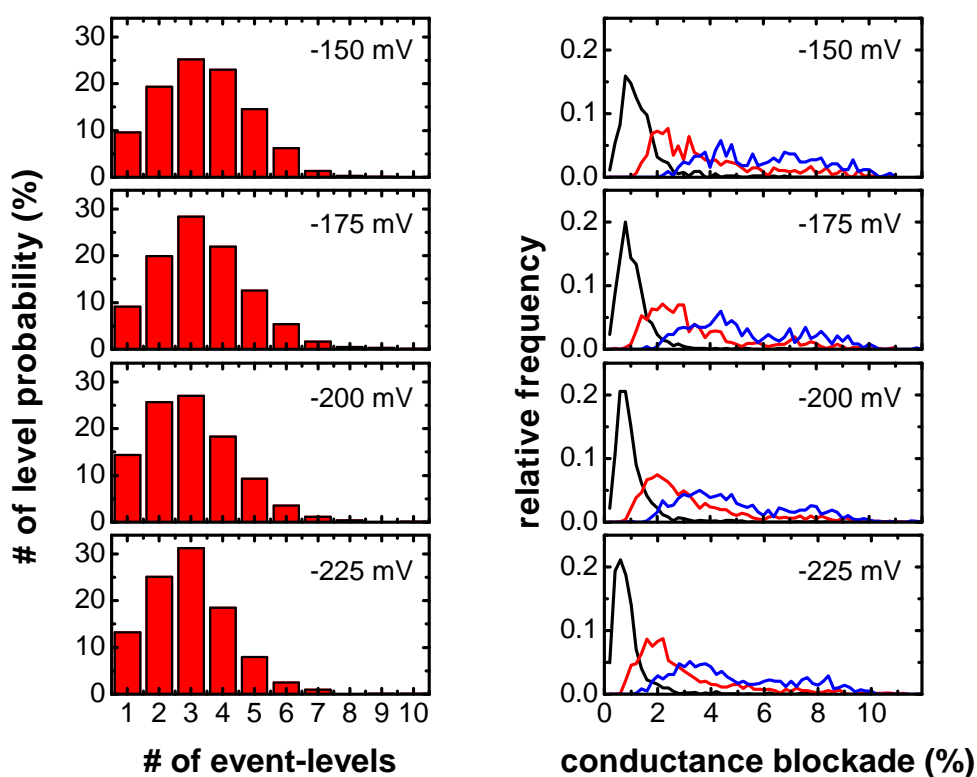 # of level probability (%)
30
20
10
0
-150 mV
30
20
10
0
-175 mV
30
20
10
0
-200 mV
30
20
10
0
-225 mV
1 2 3 4 5 6 7 8 9 10
# of event-levels
relative frequency
0.2
0.1
0.0
-150 mV
0.2
0.1
0.0
-175 mV
0.2
0.1
0.0
-200 mV
0.2
0.1
0.0
-225 mV
0 2 4 6 8 10
conductance blockade (%)